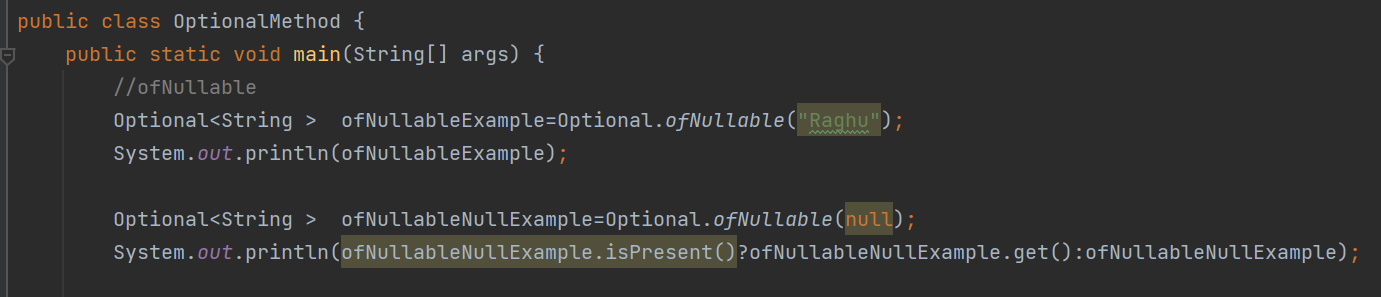 public class OptionalMethod {
public static void main(String[] args) {
//ofNullable
Optional<String >  ofNullableExample=Optional.ofNullable("Raghu");
System.out.println(ofNullableExample);
Optional<String >  ofNullableNullExample=Optional.ofNullable(null);
System.out.println(ofNullableNullExample.isPresent()?ofNullableNullExample.get():ofNullableNullExample);